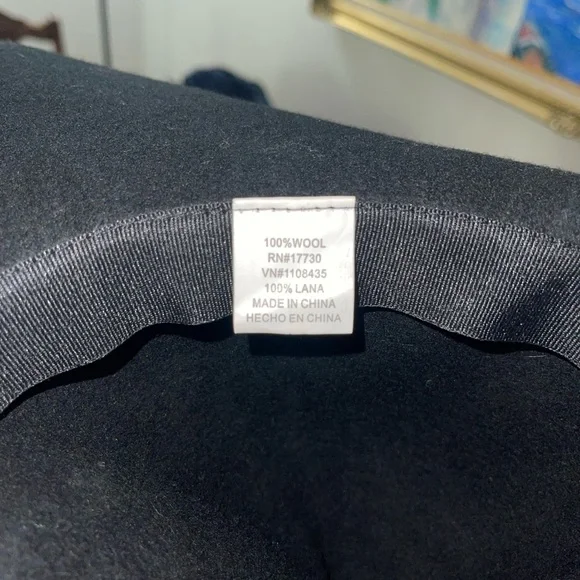 100%WOOL
RN#17730
VN#1108435
100% LANA
MADE IN CHINA
HECHO EN CHINA